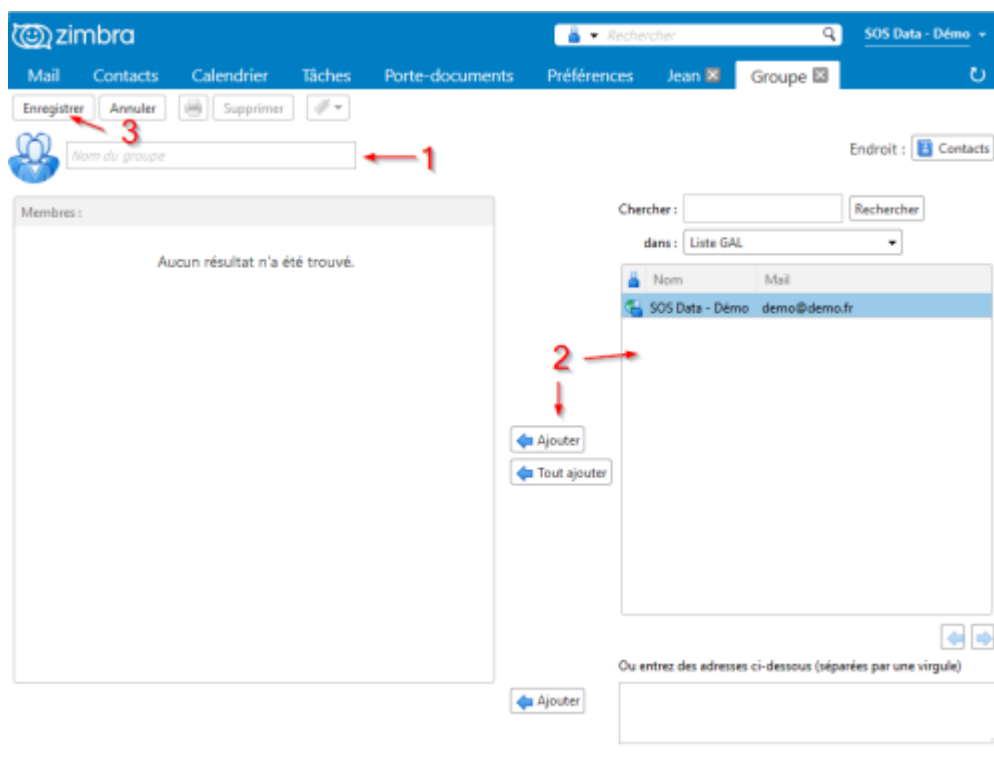 zimbra
Rechercher
SOS Data - Démo
Mail Contacts Calendrier Tâches Porte-documents Préférences Jean Groupe
Enregistrer Annuler Supprimer
3
Nom du groupe
1
Endroit : Contacts
Membres :
Aucun résultat n'a été trouvé.
Chercher : Rechercher
dans : Liste GAL
Nom Mail
SOS Data - Démo demo@demo.fr
2
Ajouter
Tout ajouter
Ou entrez des adresses ci-dessous (séparées par une virgule)
Ajouter